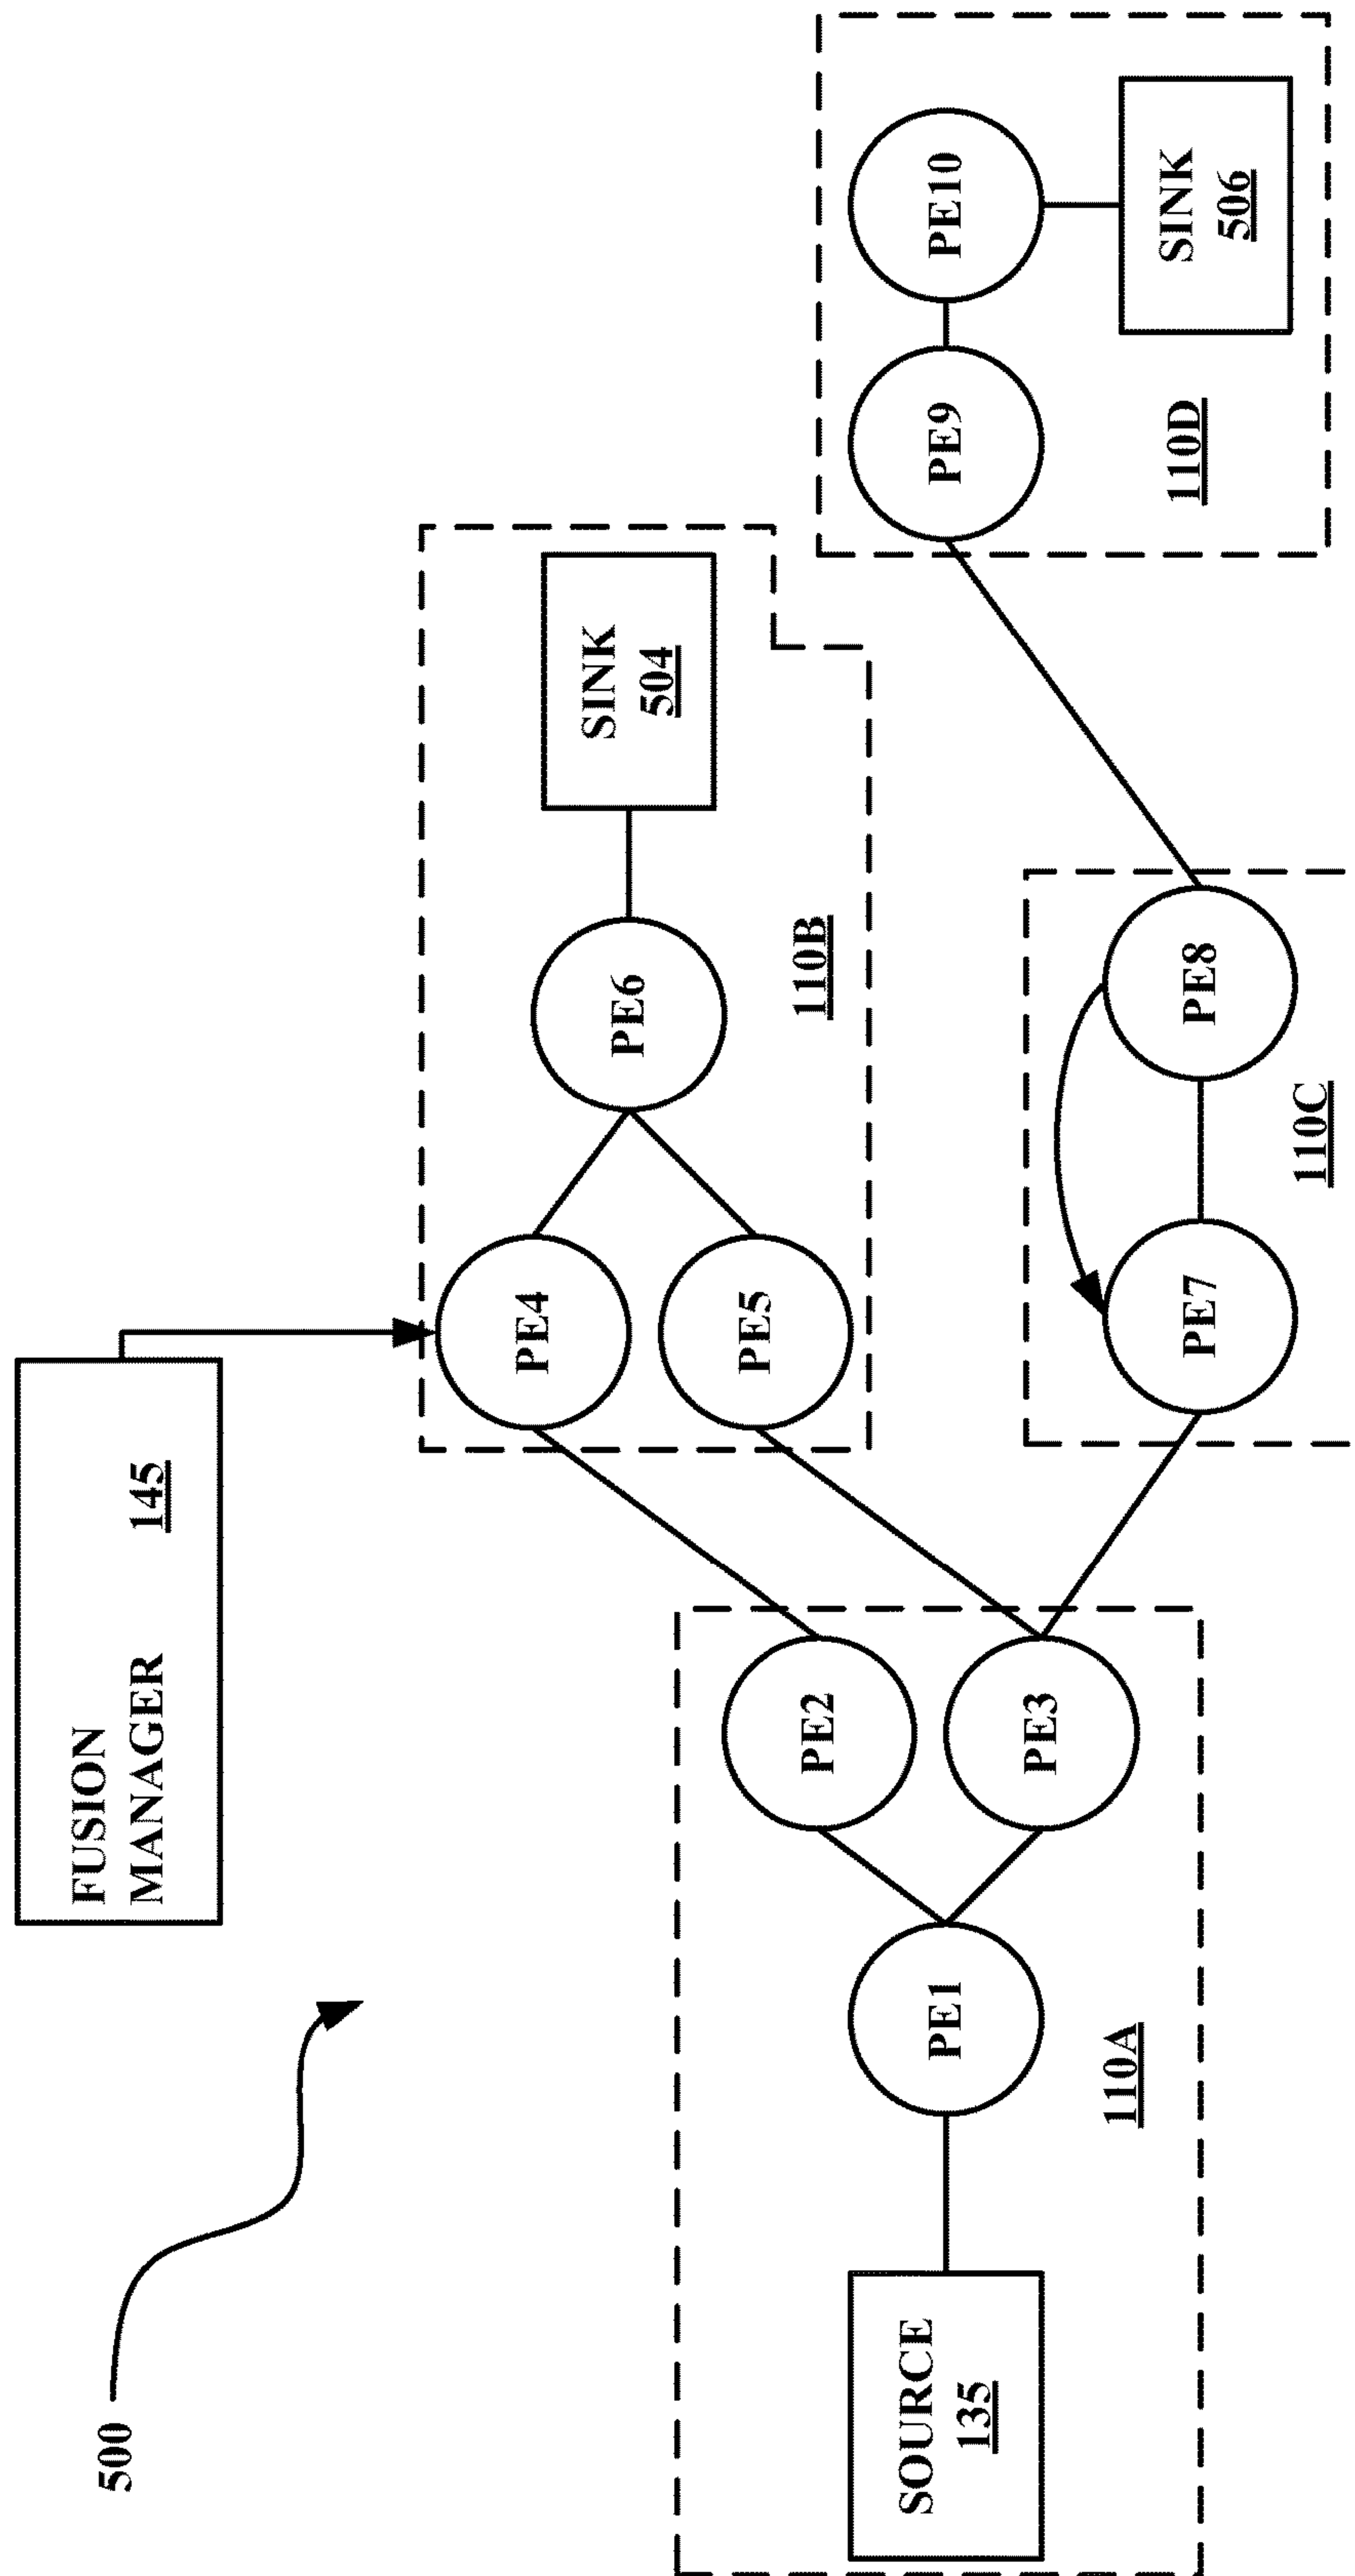 500
FUSION
MANAGER
145
SOURCE
135
PE1
PE2
PE3
110A
PE4
PE5
PE6
SINK
504
110B
PE7
PE8
110C
PE9
PE10
SINK
506
110D